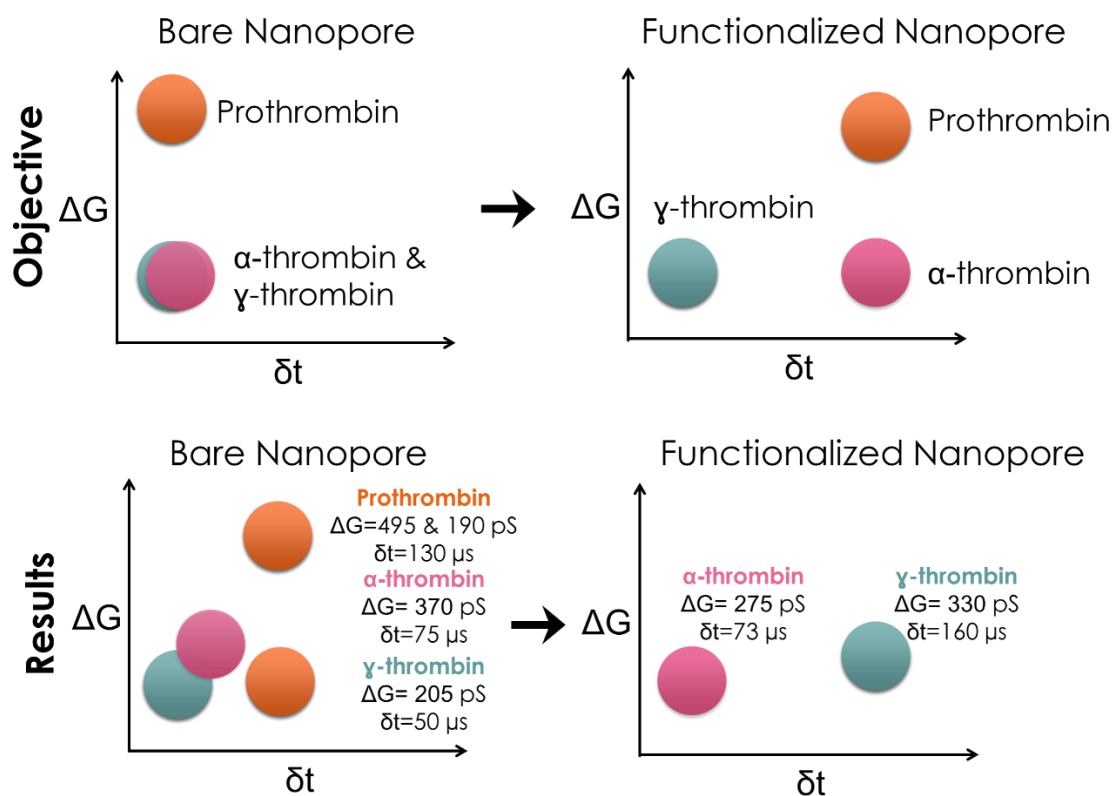 Objective
Bare Nanopore
ΔG
Prothrombin
α-thrombin &
ɣ-thrombin
δt
Functionalized Nanopore
ΔG
Prothrombin
ɣ-thrombin
α-thrombin
δt
Results
Bare Nanopore
ΔG
Prothrombin
ΔG=495 & 190 pS
δt=130 µs
α-thrombin
ΔG= 370 pS
δt=75 µs
ɣ-thrombin
ΔG= 205 pS
δt=50 µs
δt
Functionalized Nanopore
ΔG
α-thrombin
ΔG= 275 pS
δt=73 µs
ɣ-thrombin
ΔG= 330 pS
δt=160 µs
δt